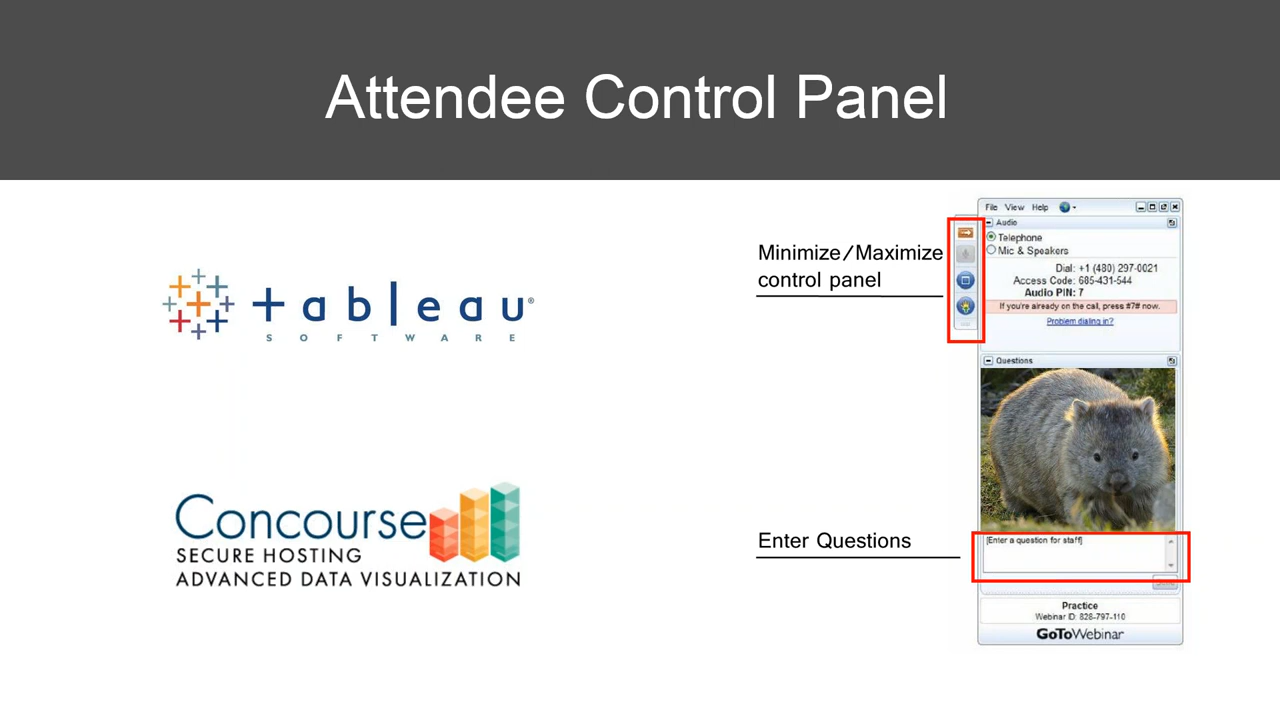 Attendee Control Panel
tableau®
SOFTWARE
Concourse
SECURE HOSTING
ADVANCED DATA VISUALIZATION
Minimize/Maximize
control panel
Enter Questions
File View Help
Audio
Telephone
Mic & Speakers
Dial: +1 (480) 297-0021
Access Code: 685-431-544
Audio PIN: 7
If you're already on the call, press #7# now.
Problem dialing in?
Questions
[Enter a question for staff]
Practice
Webinar ID: 828-797-110
GoToWebinar